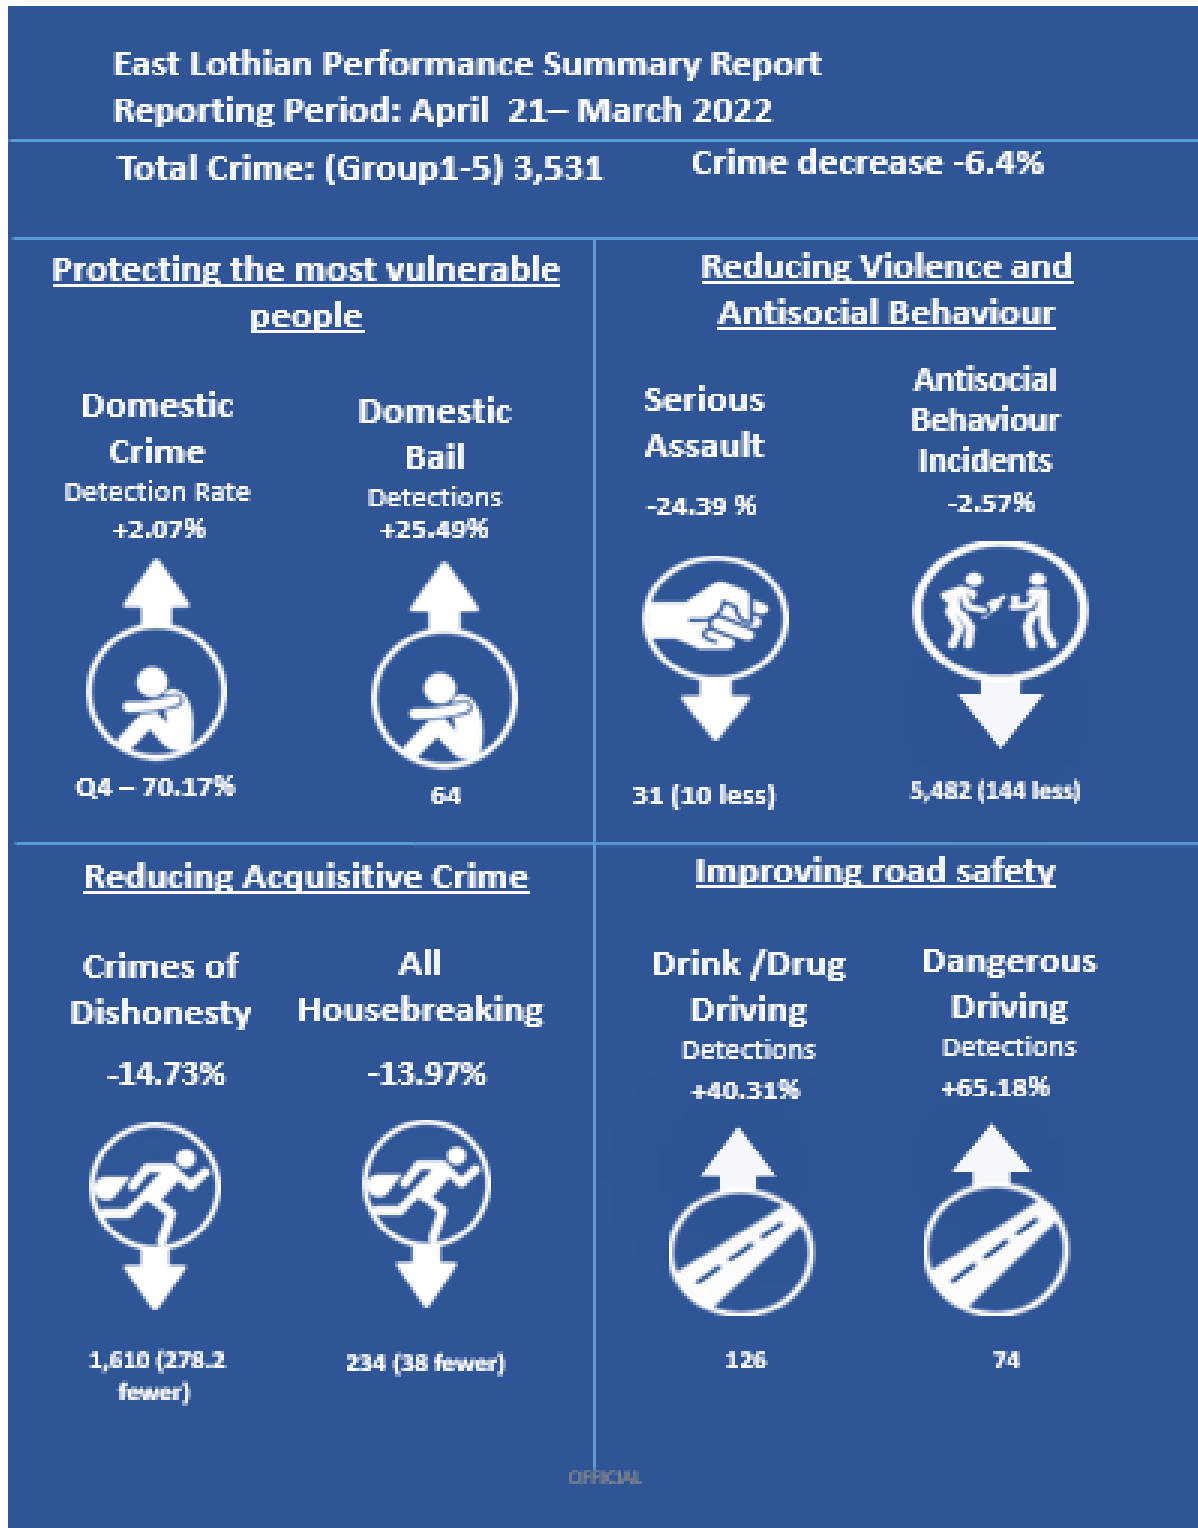 East Lothian Performance Summary Report
Reporting Period: April  21– March 2022
Total Crime: (Group1-5) 3,531
Crime decrease -6.4%
Protecting the most vulnerable
people
Domestic
Crime
Detection Rate
+2.07%
Q4 – 70.17%
Domestic
Bail
Detections
+25.49%
64
Reducing Violence and
Antisocial Behaviour
Serious
Assault
-24.39 %
31 (10 less)
Antisocial
Behaviour
Incidents
-2.57%
5,482 (144 less)
Reducing Acquisitive Crime
Crimes of
Dishonesty
-14.73%
1,610 (278.2
fewer)
All
Housebreaking
-13.97%
234 (38 fewer)
Improving road safety
Drink /Drug
Driving
Detections
+40.31%
126
Dangerous
Driving
Detections
+65.18%
74
OFFICIAL